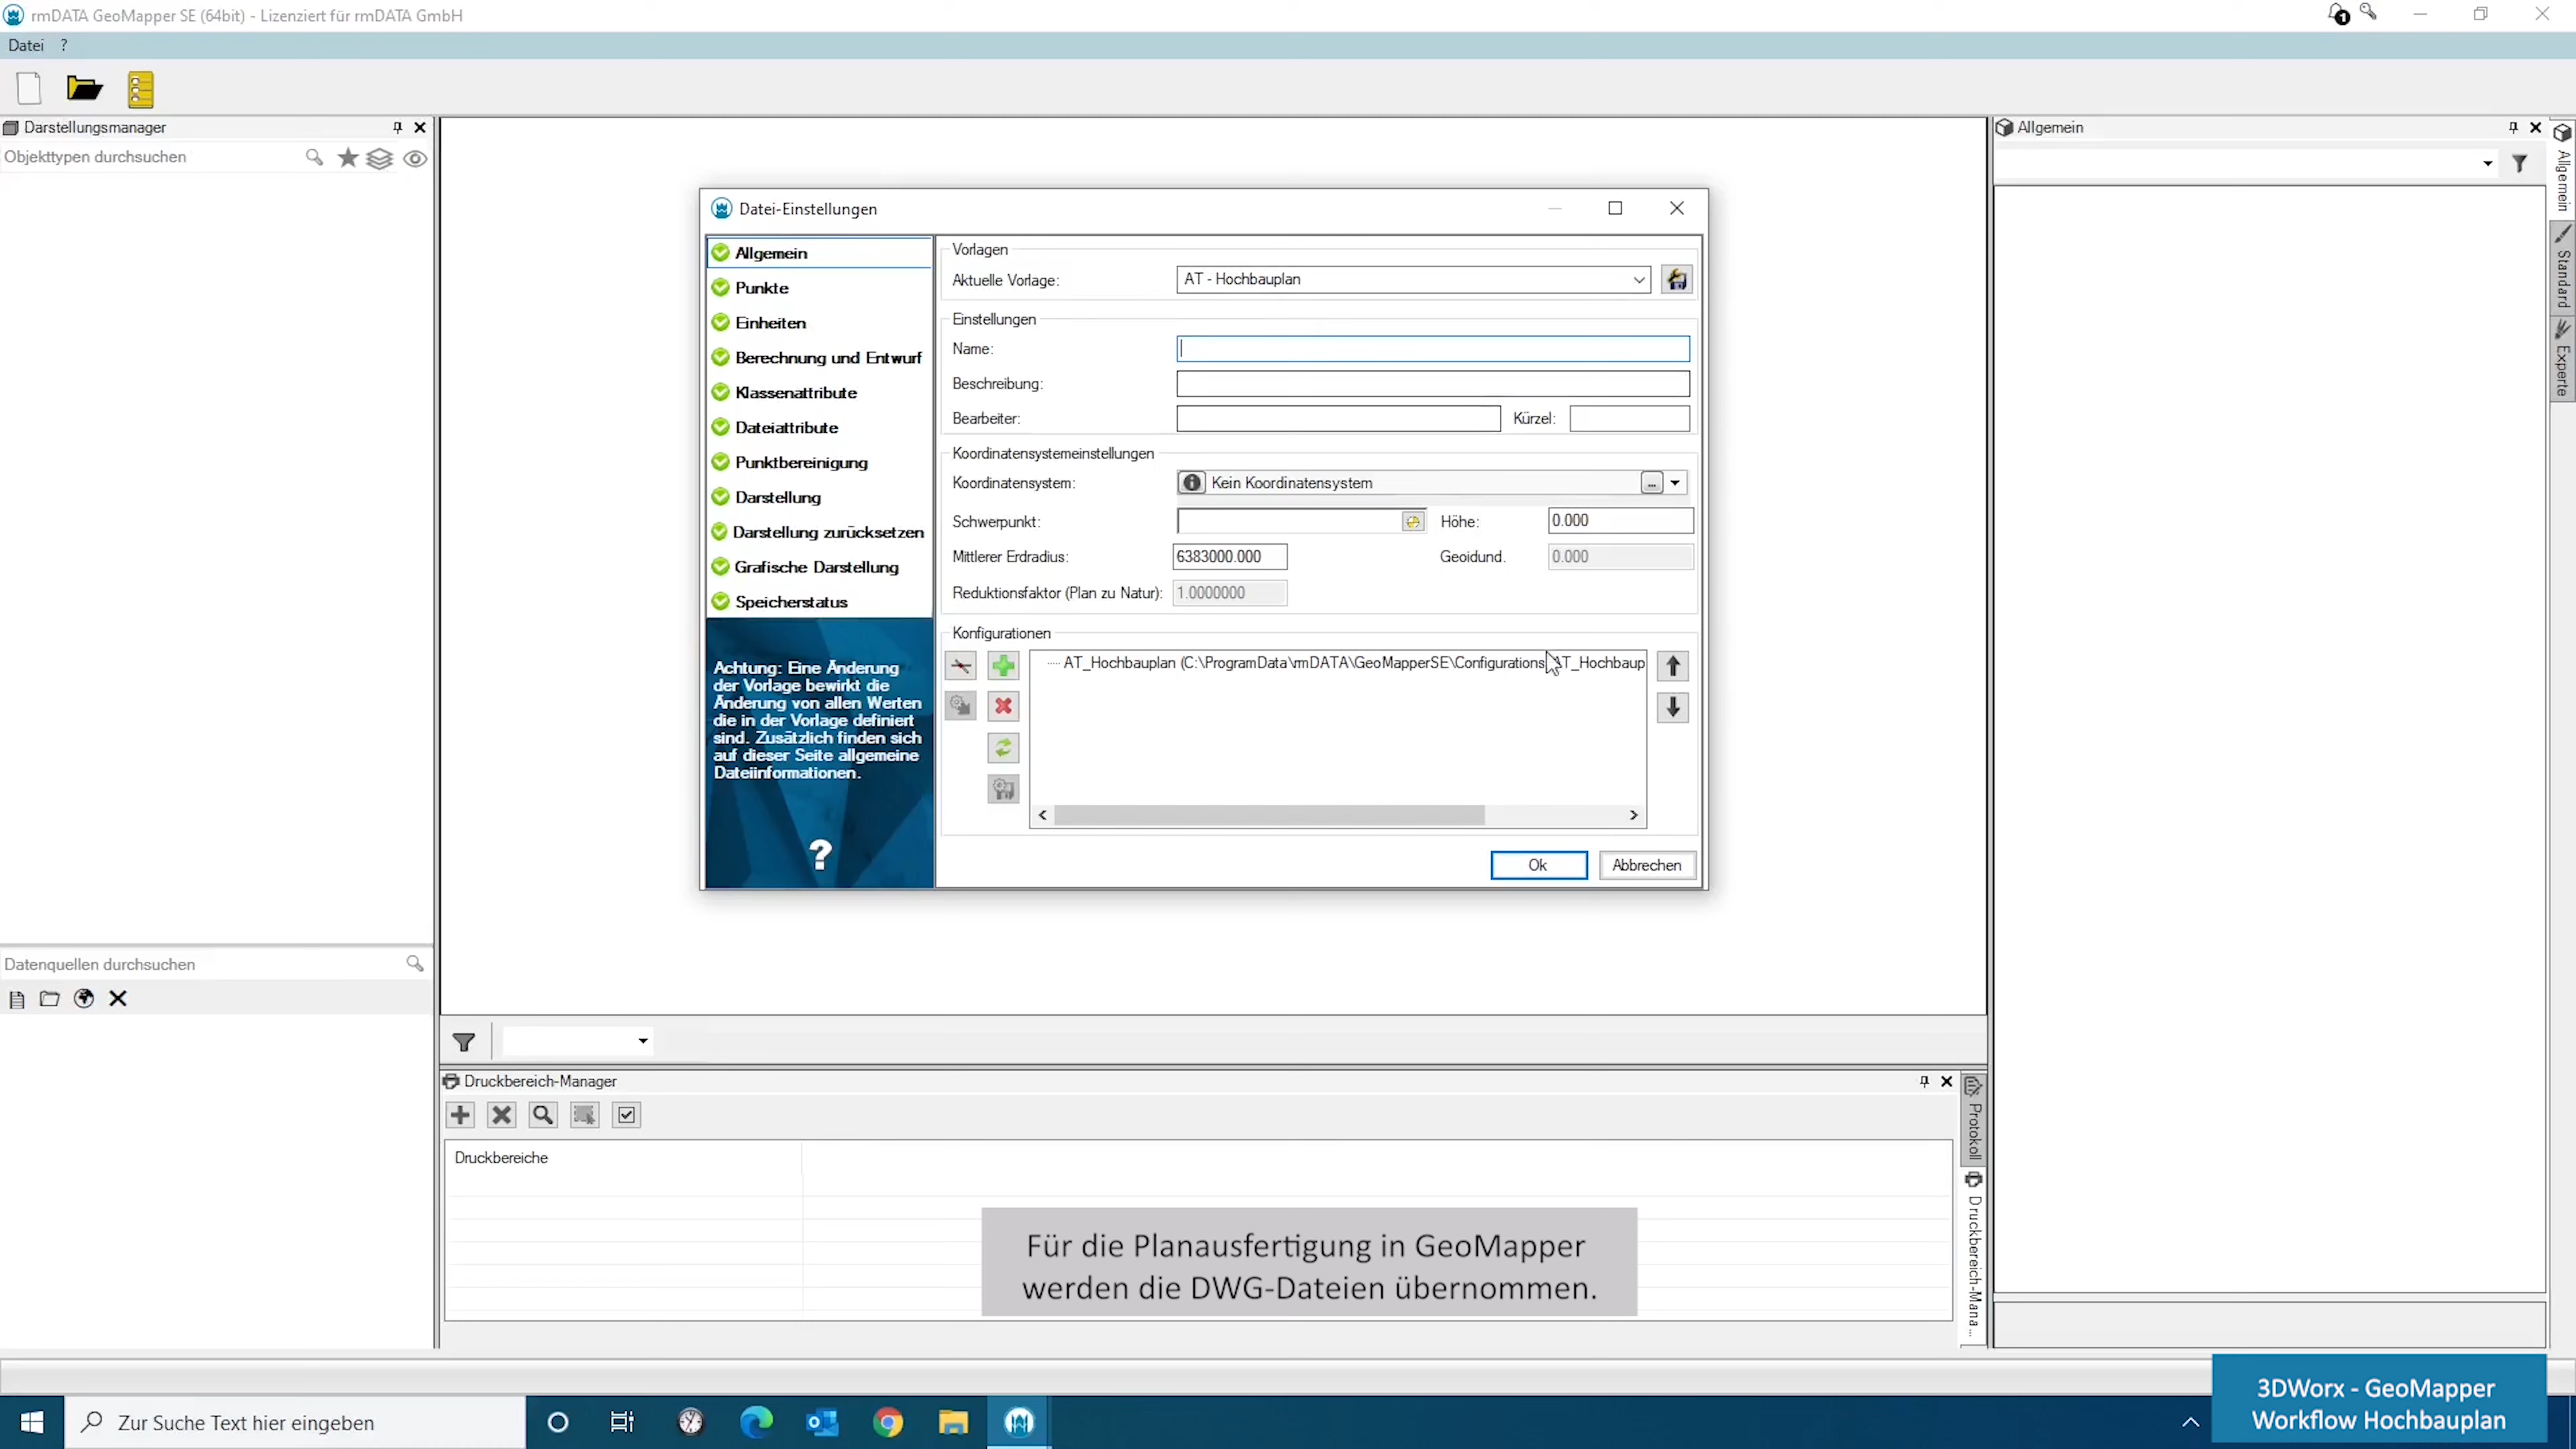 rmDATA GeoMapper SE (64bit) - Lizenziert für rmDATA GmbH
1
Datei ?
Darstellungsmanager
Objekttypen durchsuchen
Allgemein
Allgemein
Standard
Experte
Datei-Einstellungen
Allgemein
Punkte
Einheiten
Berechnung und Entwurf
Klassenattribute
Dateiattribute
Punktbereinigung
Darstellung
Darstellung zurücksetzen
Grafische Darstellung
Speicherstatus
Achtung: Eine Änderung
der Vorlage bewirkt die
Änderung von allen Werten
die in der Vorlage definiert
sind. Zusätzlich finden sich
auf dieser Seite allgemeine
Dateiinformationen.
?
Vorlagen
Aktuelle Vorlage: AT - Hochbauplan
Einstellungen
Name:
Beschreibung:
Bearbeiter: Kürzel:
Koordinatensystemeinstellungen
Koordinatensystem: Kein Koordinatensystem ...
Schwerpunkt: Höhe: 0.000
Mittlerer Erdradius: 6383000.000 Geoidund. 0.000
Reduktionsfaktor (Plan zu Natur): 1.0000000
Konfigurationen
AT_Hochbauplan (C:\ProgramData\rmDATA\GeoMapperSE\Configurations\AT_Hochbaup
Ok Abbrechen
Datenquellen durchsuchen
Druckbereich-Manager
Druckbereiche
Protokoll
Druckbereich-Mana...
Für die Planausfertigung in GeoMapper
werden die DWG-Dateien übernommen.
Zur Suche Text hier eingeben
3DWorx - GeoMapper
Workflow Hochbauplan